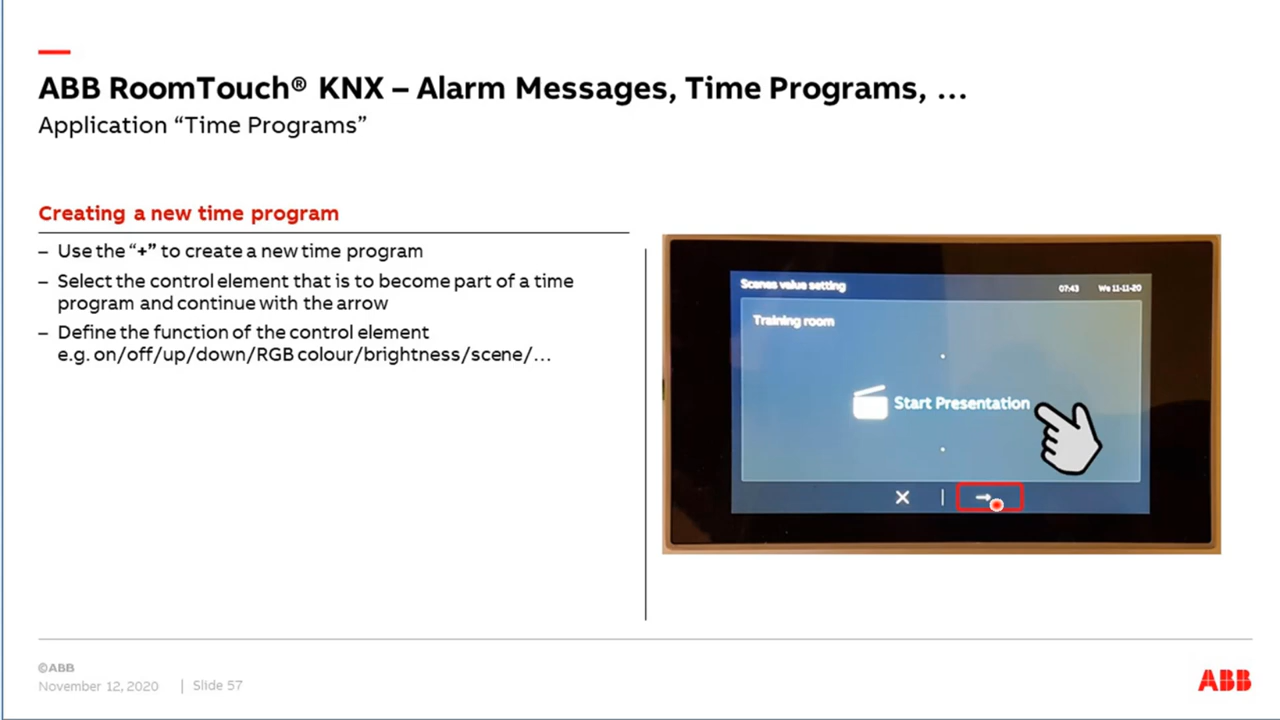 ABB RoomTouch® KNX – Alarm Messages, Time Programs, ...
Application “Time Programs”
Creating a new time program
– Use the “+” to create a new time program
– Select the control element that is to become part of a time
program and continue with the arrow
– Define the function of the control element
e.g. on/off/up/down/RGB colour/brightness/scene/...
Scenes value setting 07:43 We 11-11-20
Training room
Start Presentation
©ABB
November 12, 2020 | Slide 57
ABB